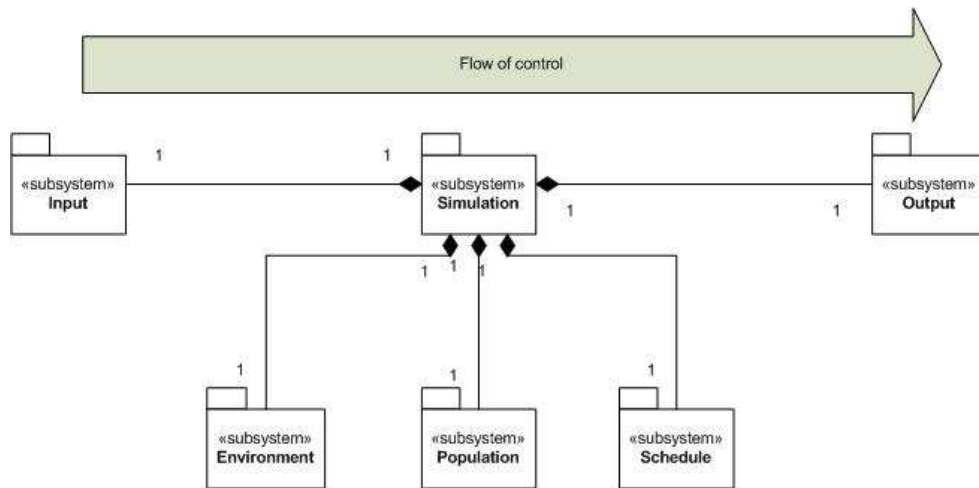 Flow of control
1
1
«subsystem»
Input
«subsystem»
Simulation
«subsystem»
Output
1
1
1
1
1
1
1
1
«subsystem»
Environment
«subsystem»
Population
«subsystem»
Schedule